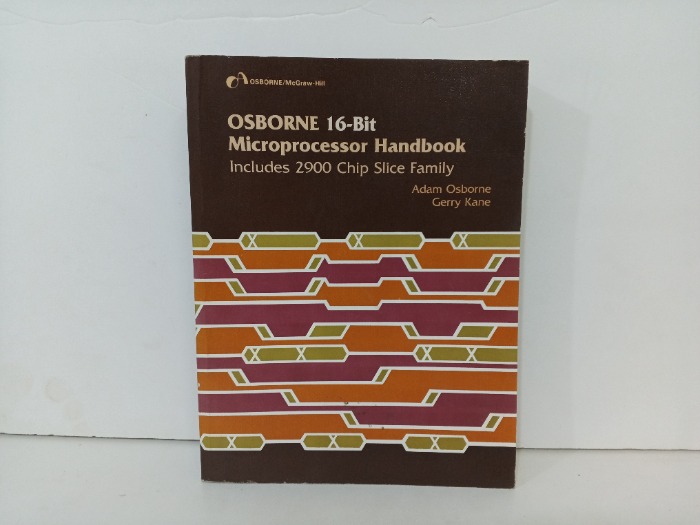 OSBORNE/McGraw-Hill
OSBORNE 16-Bit
Microprocessor Handbook
Includes 2900 Chip Slice Family
Adam Osborne
Gerry Kane
X X X
X X X X
X X X